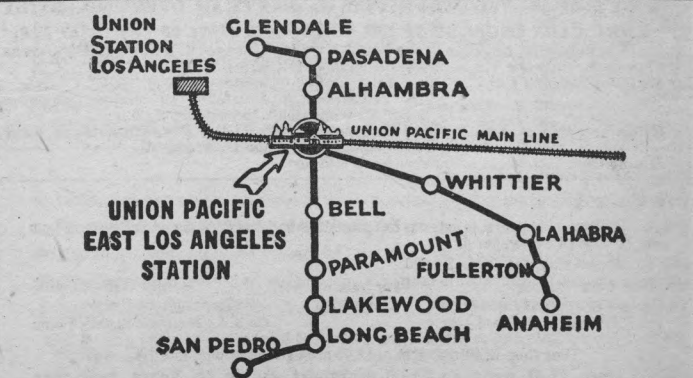 UNION
STATION
LOS ANGELES
GLENDALE
PASADENA
ALHAMBRA
UNION PACIFIC MAIN LINE
WHITTIER
UNION PACIFIC
EAST LOS ANGELES
STATION
BELL
LA HABRA
PARAMOUNT
FULLERTON
LAKEWOOD
ANAHEIM
SAN PEDRO
LONG BEACH